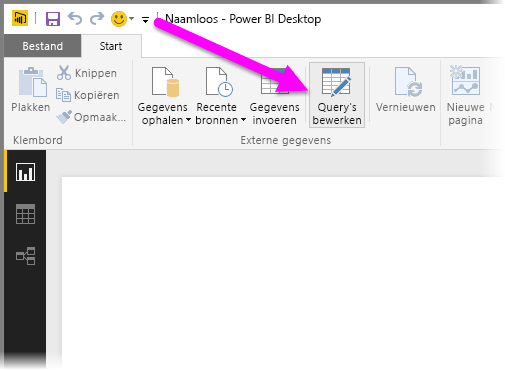 Naamloos - Power BI Desktop
Bestand Start
Plakken
Knippen
Kopiëren
Opmaak...
Klembord
Gegevens
ophalen
Recente
bronnen
Gegevens
invoeren
Query's
bewerken
Vernieuwen
Externe gegevens
Nieuwe
pagina